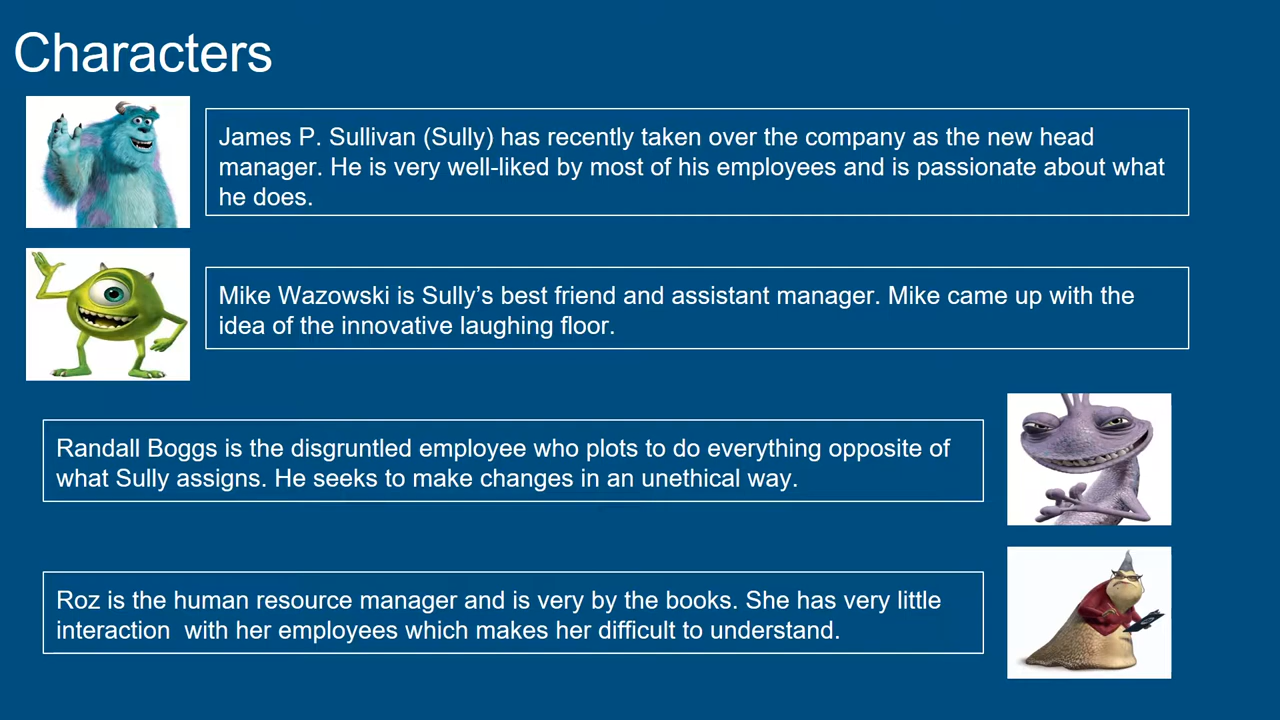 Characters
James P. Sullivan (Sully) has recently taken over the company as the new head
manager. He is very well-liked by most of his employees and is passionate about what
he does.
Mike Wazowski is Sully’s best friend and assistant manager. Mike came up with the
idea of the innovative laughing floor.
Randall Boggs is the disgruntled employee who plots to do everything opposite of
what Sully assigns. He seeks to make changes in an unethical way.
Roz is the human resource manager and is very by the books. She has very little
interaction  with her employees which makes her difficult to understand.